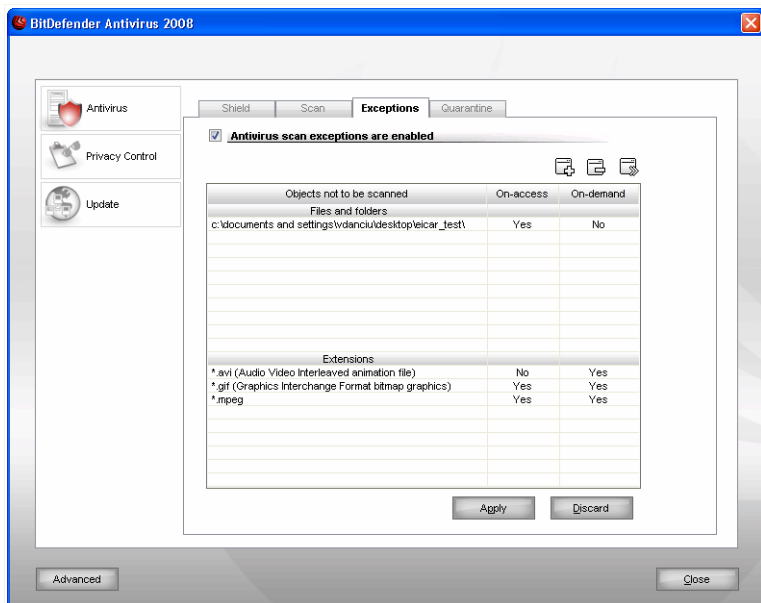 BitDefender Antivirus 2008
Antivirus
Privacy Control
Update
Shield Scan Exceptions Quarantine
Antivirus scan exceptions are enabled
Objects not to be scanned On-access On-demand
Files and folders
c:\documents and settings\vdanciu\desktop\eicar_test\ Yes No
Extensions
*.avi (Audio Video Interleaved animation file) No Yes
*.gif (Graphics Interchange Format bitmap graphics) Yes Yes
*.mpeg Yes Yes
Apply Discard
Advanced Close